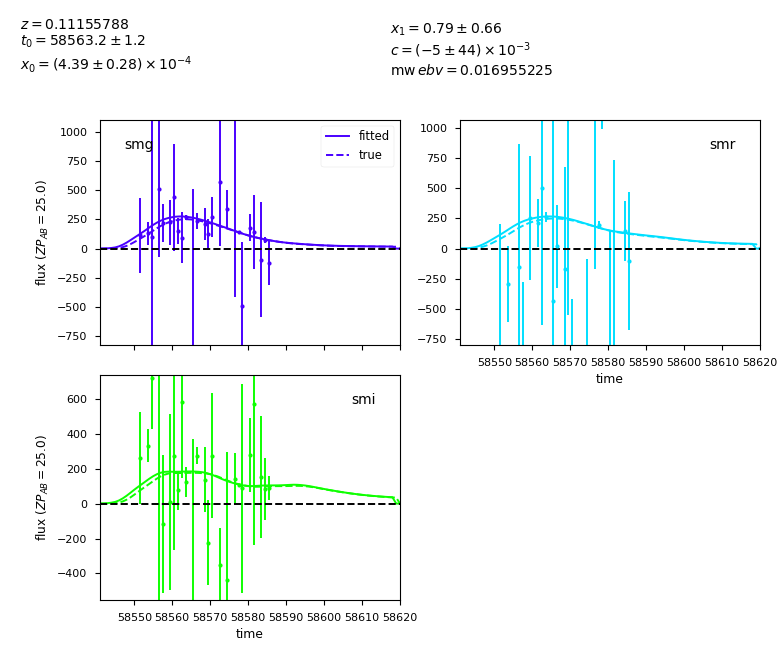 z = 0.11155788
t₀ = 58563.2 ± 1.2
x₀ = (4.39 ± 0.28) × 10⁻⁴
x₁ = 0.79 ± 0.66
c = (−5 ± 44) × 10⁻³
mw ebv = 0.016955225
smg
fitted
true
1000
750
500
250
0
−250
−500
−750
flux (ZP_AB = 25.0)
smr
1000
750
500
250
0
−250
−500
−750
58550 58560 58570 58580 58590 58600 58610 58620
time
smi
600
400
200
0
−200
−400
flux (ZP_AB = 25.0)
58550 58560 58570 58580 58590 58600 58610 58620
time